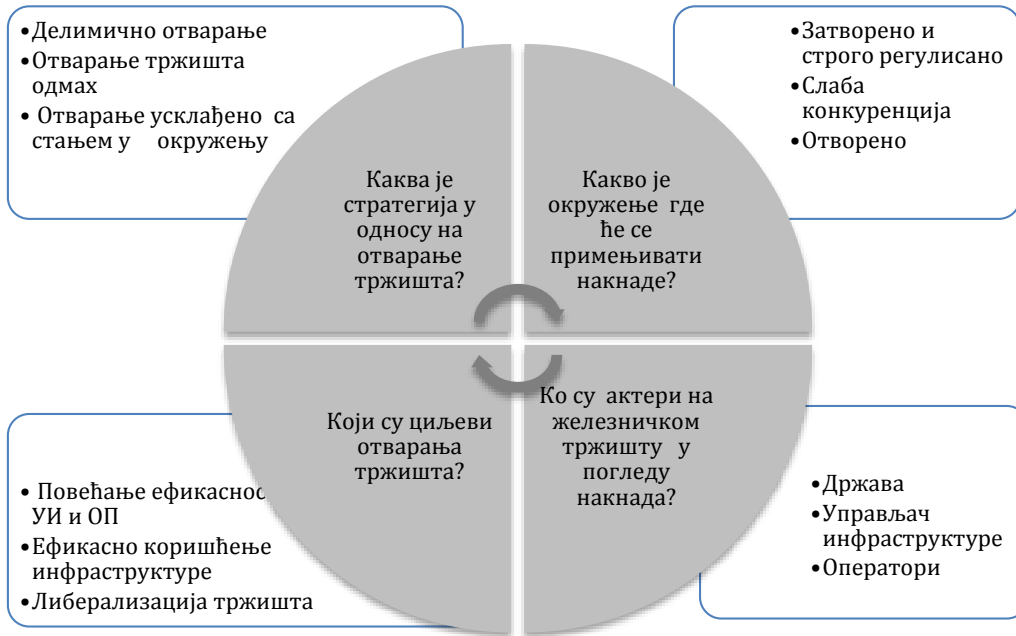 •Делимично отварање
•Отварање тржишта
одмах
• Отварање усклађено са
стањем у окружењу
•Затворено и
строго регулисано
•Слаба
конкуренција
•Отворено
Каква је
стратегија у
односу на
отварање
тржишта?
Какво је
окружење где
ће се
примењивати
накнаде?
Који су циљеви
отварања
тржишта?
Ко су актери на
железничком
тржишту у
погледу
накнада?
• Повећање
УИ и ОП
•Ефикасно коришћење
инфраструктуре
•Либерализација тржишта
•Држава
•Управљач
инфраструктуре
•Оператори